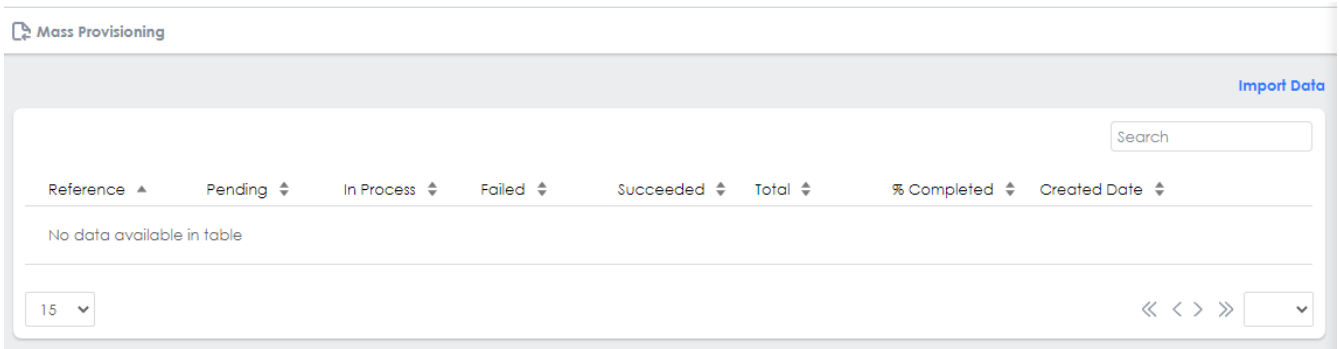 Mass Provisioning
Import Data
Search
Reference Pending In Process Failed Succeeded Total % Completed Created Date
No data available in table
15